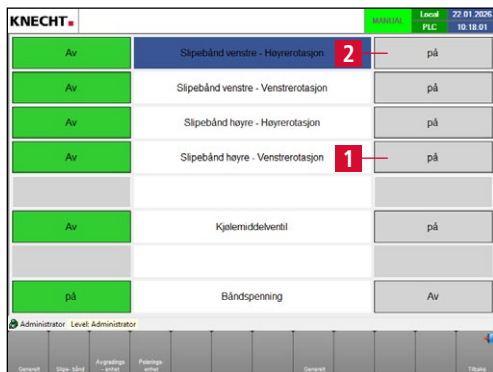 KNECHT
MANUAL
Local
22.01.2026
PLC
10:18:01
Av
Slipebånd venstre - Høyrerotasjon
2
på
Av
Slipebånd venstre - Venstrerotasjon
på
Av
Slipebånd høyre - Høyrerotasjon
på
Av
Slipebånd høyre - Venstrerotasjon
1
på
Av
Kjølemiddelventil
på
på
Båndspenning
Av
Administrator Level: Administrator
Generelt
Slipe- bånd
Avgradings
- enhet
Polerings-
enhet
Generelt
Tilbake